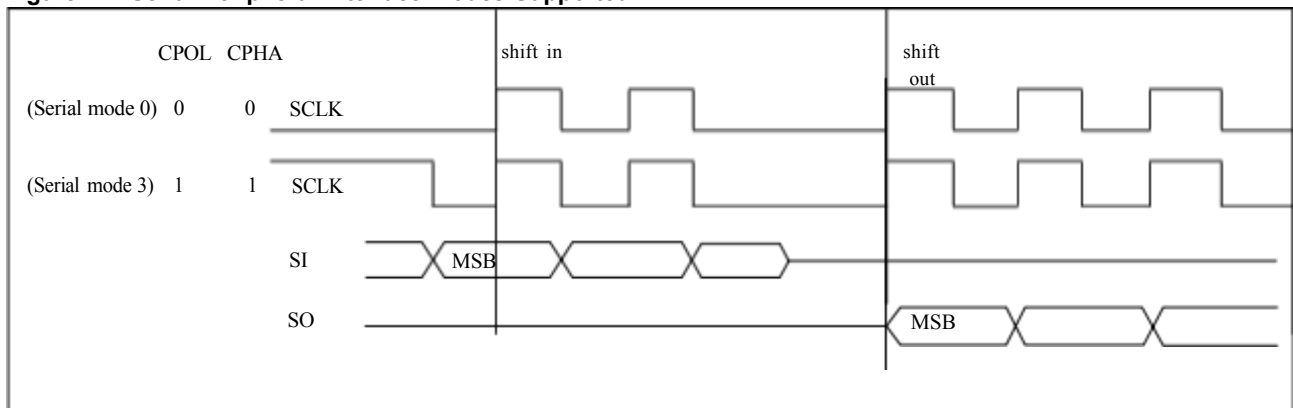 CPOL CPHA shift in shift
out
(Serial mode 0) 0 0 SCLK
(Serial mode 3) 1 1 SCLK
SI MSB
SO MSB